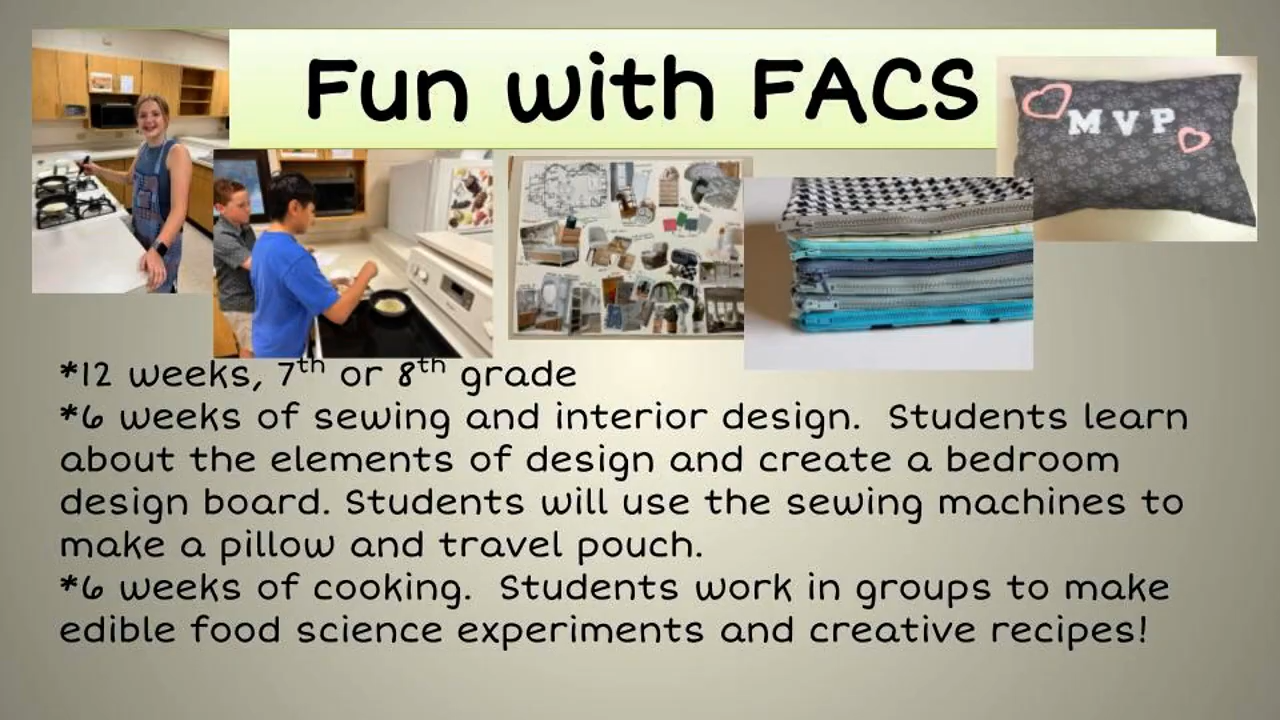 Fun with FACS
MVP
*12 weeks, 7th or 8th grade
*6 weeks of sewing and interior design.  Students learn
about the elements of design and create a bedroom
design board. Students will use the sewing machines to
make a pillow and travel pouch.
*6 weeks of cooking.  Students work in groups to make
edible food science experiments and creative recipes!